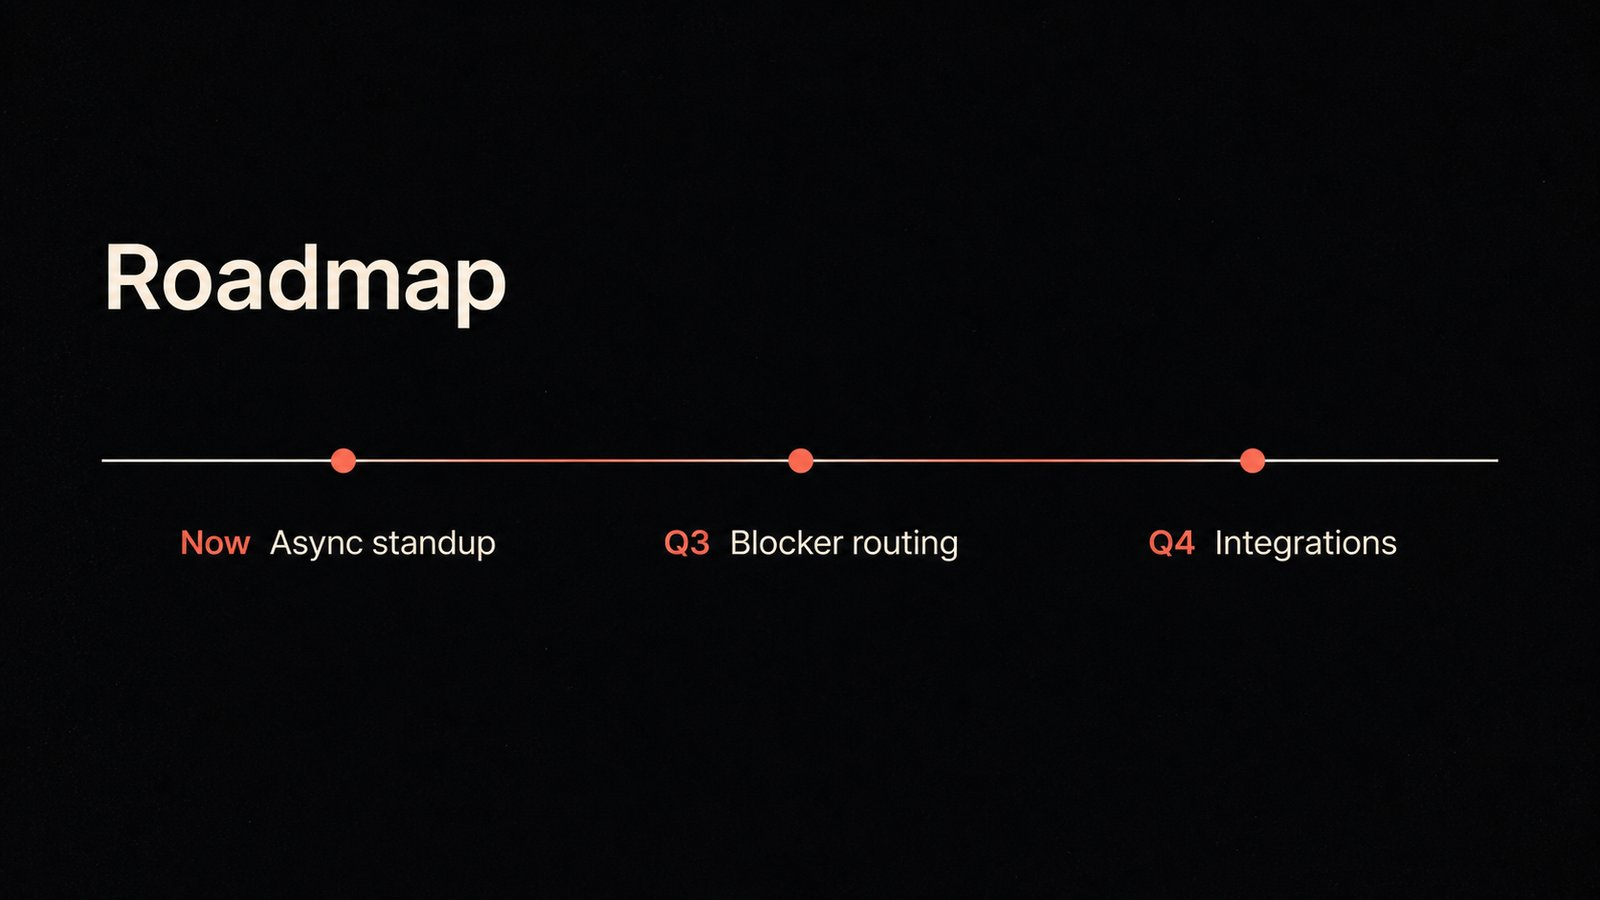 Roadmap
Now Async standup
Q3 Blocker routing
Q4 Integrations